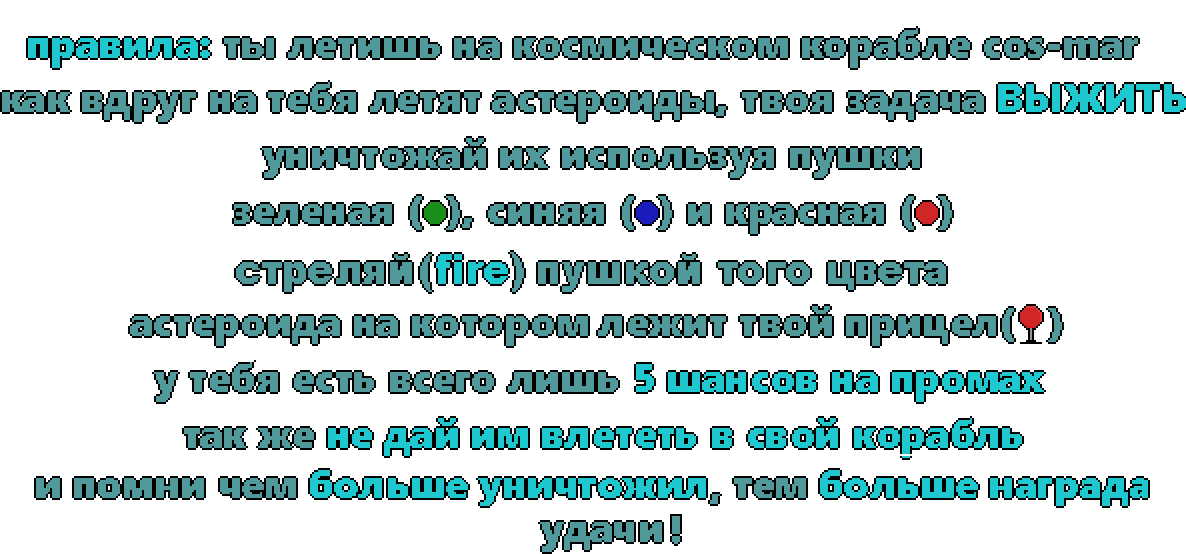 правила: ты летишь на космическом корабле cos-mar
как вдруг на тебя летят астероиды, твоя задача ВЫЖИТЬ
уничтожай их используя пушки
зеленая (), синяя () и красная ()
стреляй(fire) пушкой того цвета
астероида на котором лежит твой прицел()
у тебя есть всего лишь 5 шансов на промах
так же не дай им влететь в свой корабль
и помни чем больше уничтожил, тем больше награда
удачи!